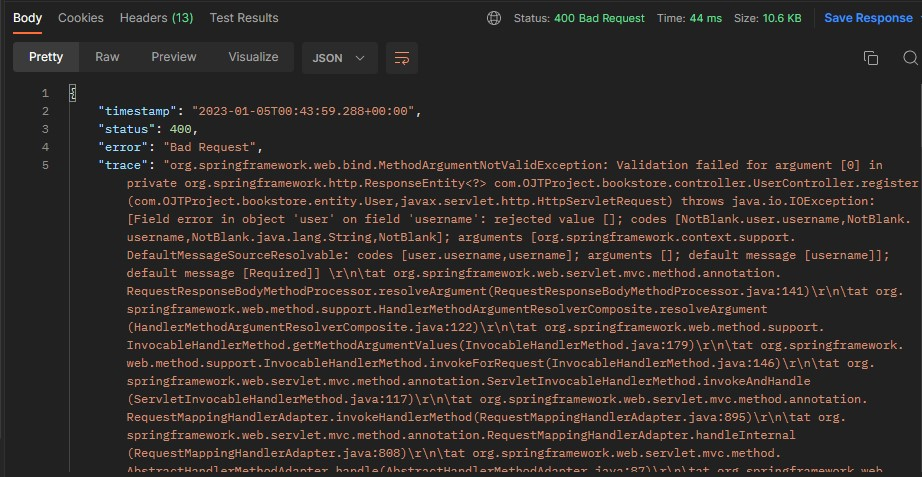 Body Cookies Headers (13) Test Results Status: 400 Bad Request Time: 44 ms Size: 10.6 KB Save Response
Pretty Raw Preview Visualize JSON
1 {
2 "timestamp": "2023-01-05T00:43:59.288+00:00",
3 "status": 400,
4 "error": "Bad Request",
5 "trace": "org.springframework.web.bind.MethodArgumentNotValidException: Validation failed for argument [0] in
private org.springframework.http.ResponseEntity<?> com.OJTProject.bookstore.controller.UserController.register
(com.OJTProject.bookstore.entity.User,javax.servlet.http.HttpServletRequest) throws java.io.IOException:
[Field error in object 'user' on field 'username': rejected value []; codes [NotBlank.user.username,NotBlank.
username,NotBlank.java.lang.String,NotBlank]; arguments [org.springframework.context.support.
DefaultMessageSourceResolvable: codes [user.username,username]; arguments []; default message [username]];
default message [Required]] \r\n\tat org.springframework.web.servlet.mvc.method.annotation.
RequestResponseBodyMethodProcessor.resolveArgument(RequestResponseBodyMethodProcessor.java:141)\r\n\tat org.
springframework.web.method.support.HandlerMethodArgumentResolverComposite.resolveArgument
(HandlerMethodArgumentResolverComposite.java:122)\r\n\tat org.springframework.web.method.support.
InvocableHandlerMethod.getMethodArgumentValues(InvocableHandlerMethod.java:179)\r\n\tat org.springframework.
web.method.support.InvocableHandlerMethod.invokeForRequest(InvocableHandlerMethod.java:146)\r\n\tat org.
springframework.web.servlet.mvc.method.annotation.ServletInvocableHandlerMethod.invokeAndHandle
(ServletInvocableHandlerMethod.java:117)\r\n\tat org.springframework.web.servlet.mvc.method.annotation.
RequestMappingHandlerAdapter.invokeHandlerMethod(RequestMappingHandlerAdapter.java:895)\r\n\tat org.
springframework.web.servlet.mvc.method.annotation.RequestMappingHandlerAdapter.handleInternal
(RequestMappingHandlerAdapter.java:808)\r\n\tat org.springframework.web.servlet.mvc.method.
AbstractHandlerMethodAdapter.handle(AbstractHandlerMethodAdapter.java:87)\r\n\tat org.springframework.web.